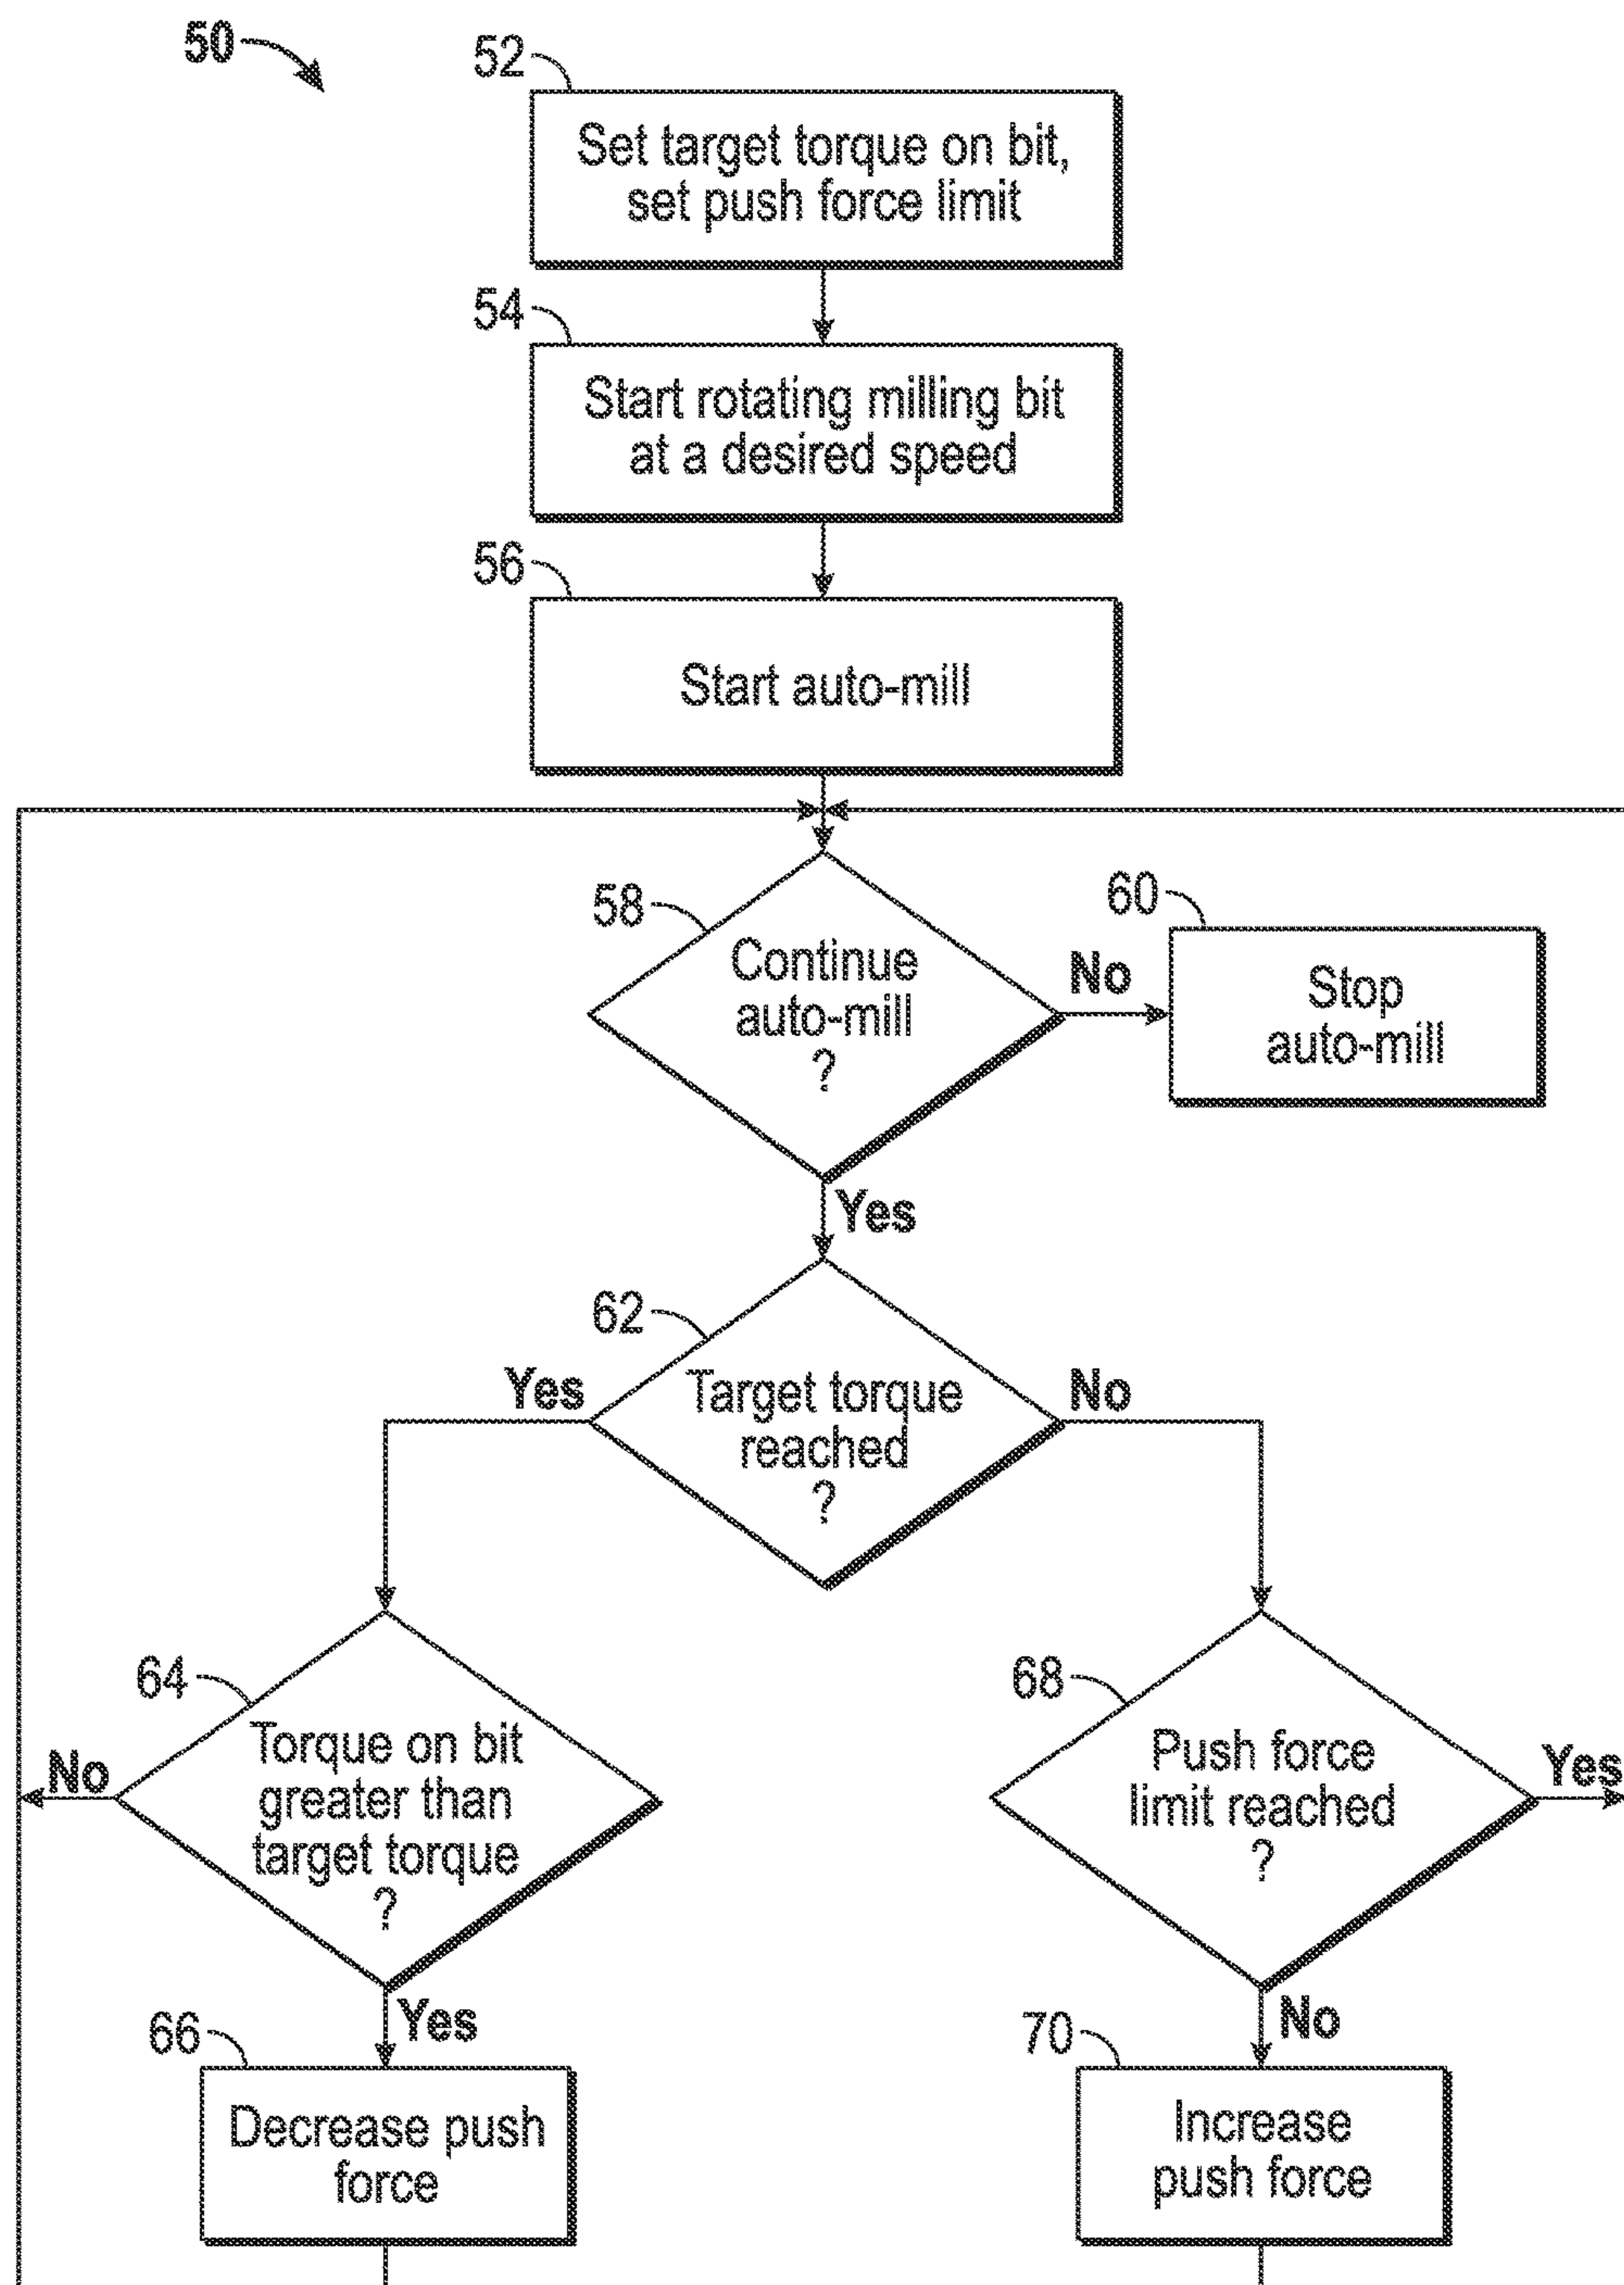 50
52
Set target torque on bit,
set push force limit
54
Start rotating milling bit
at a desired speed
56
Start auto-mill
58
Continue
auto-mill
?
No
60
Stop
auto-mill
Yes
62
Target torque
reached
?
Yes
No
64
Torque on bit
greater than
target torque
?
No
68
Push force
limit reached
?
Yes
Yes
66
Decrease push
force
No
70
Increase
push force